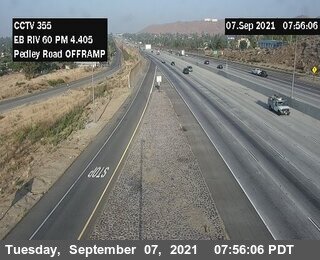 CCTV 355
EB RIV 60 PM 4.405
Pedley Road OFFRAMP
07.Sep 2021 07:56:06
STOP
Tuesday, September 07, 2021 07:56:06 PDT